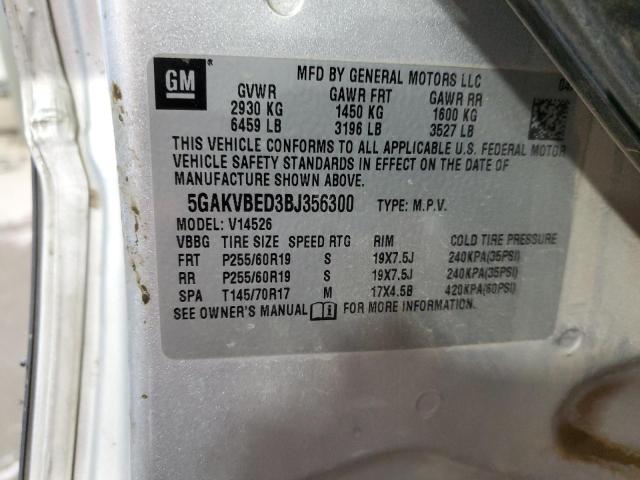 GM
MFD BY GENERAL MOTORS LLC
GVWR GAWR FRT GAWR RR
2930 KG 1450 KG 1600 KG
6459 LB 3196 LB 3527 LB
THIS VEHICLE CONFORMS TO ALL APPLICABLE U.S. FEDERAL MOTOR
VEHICLE SAFETY STANDARDS IN EFFECT ON THE DATE OF
MANUFACTURE SHOWN ABOVE.
5GAKVBED3BJ356300 TYPE: M.P.V.
MODEL: V14526
VBBG TIRE SIZE SPEED RTG RIM COLD TIRE PRESSURE
FRT P255/60R19 S 19X7.5J 240KPA(35PSI)
RR P255/60R19 S 19X7.5J 240KPA(35PSI)
SPA T145/70R17 M 17X4.5B 420KPA(60PSI)
SEE OWNER'S MANUAL FOR MORE INFORMATION.